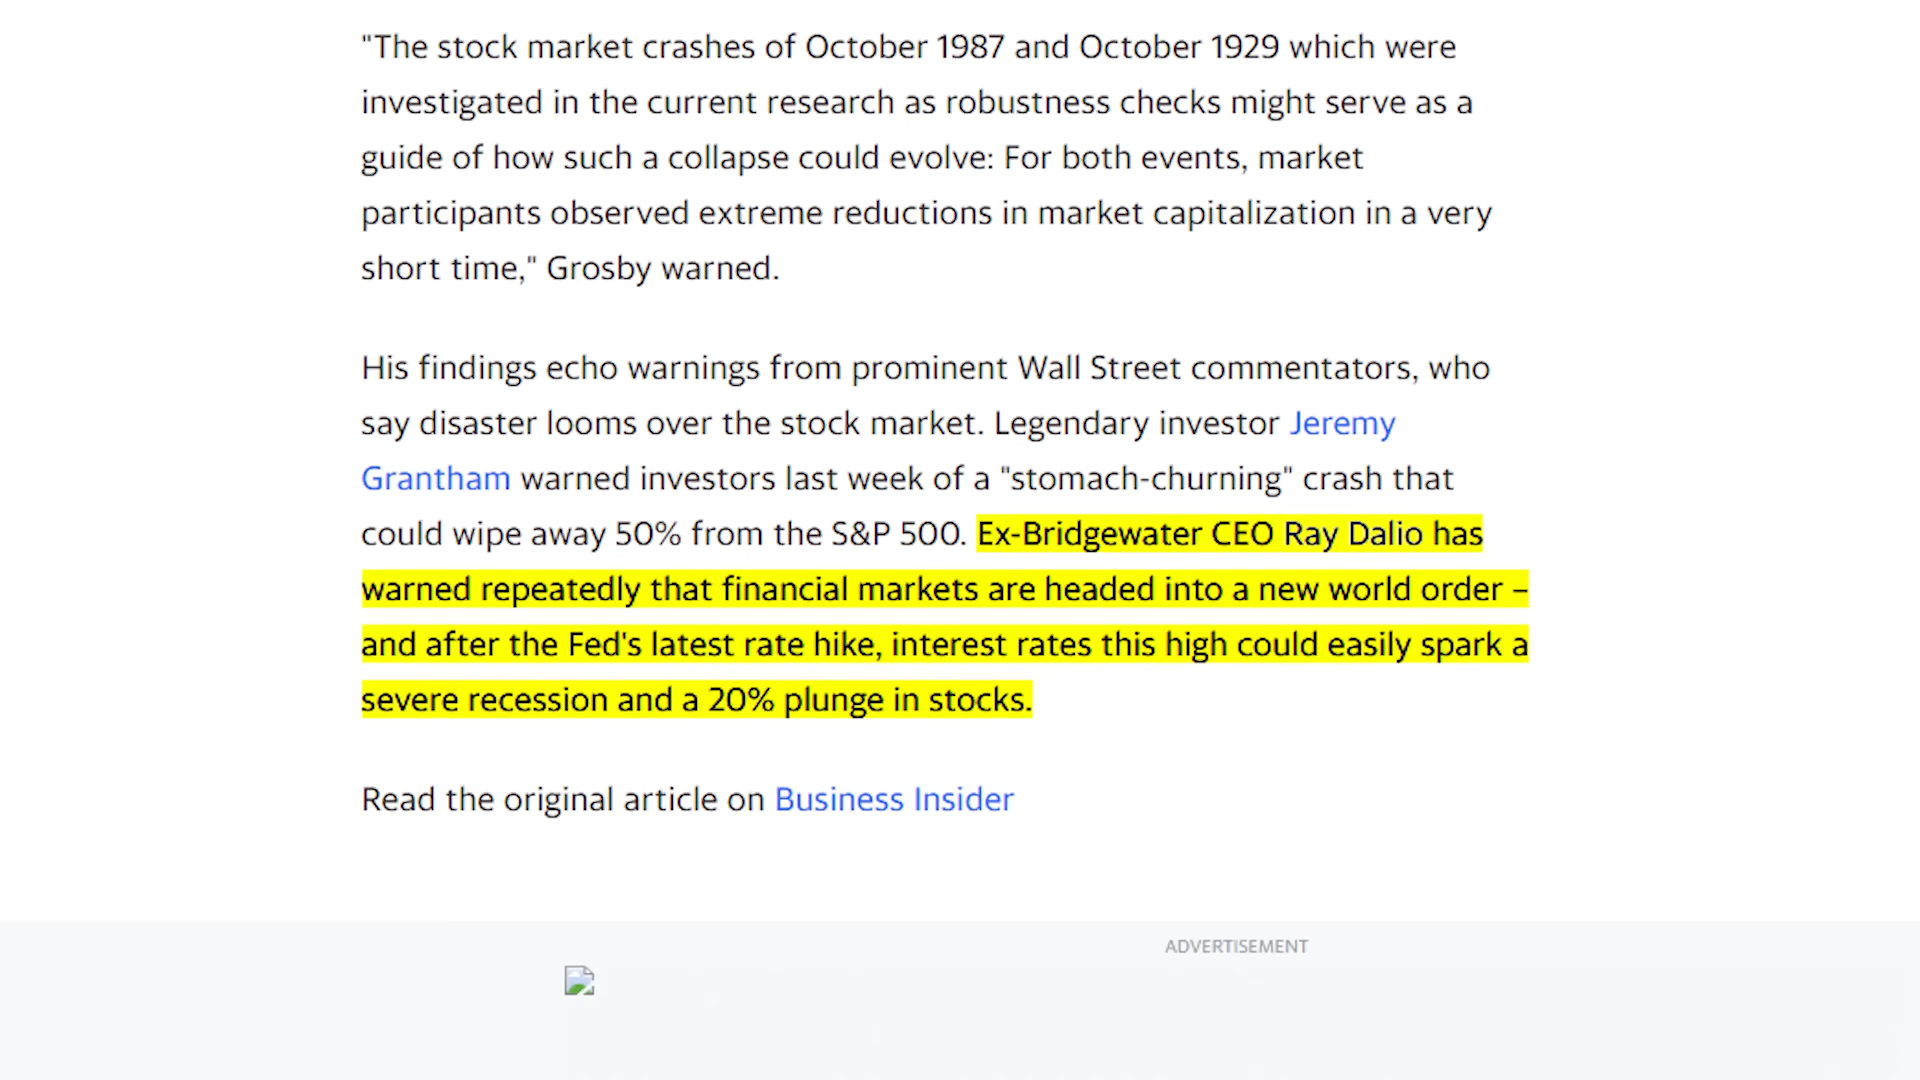 "The stock market crashes of October 1987 and October 1929 which were
investigated in the current research as robustness checks might serve as a
guide of how such a collapse could evolve: For both events, market
participants observed extreme reductions in market capitalization in a very
short time," Grosby warned.
His findings echo warnings from prominent Wall Street commentators, who
say disaster looms over the stock market. Legendary investor Jeremy
Grantham warned investors last week of a "stomach-churning" crash that
could wipe away 50% from the S&P 500. Ex-Bridgewater CEO Ray Dalio has
warned repeatedly that financial markets are headed into a new world order –
and after the Fed's latest rate hike, interest rates this high could easily spark a
severe recession and a 20% plunge in stocks.
Read the original article on Business Insider
ADVERTISEMENT